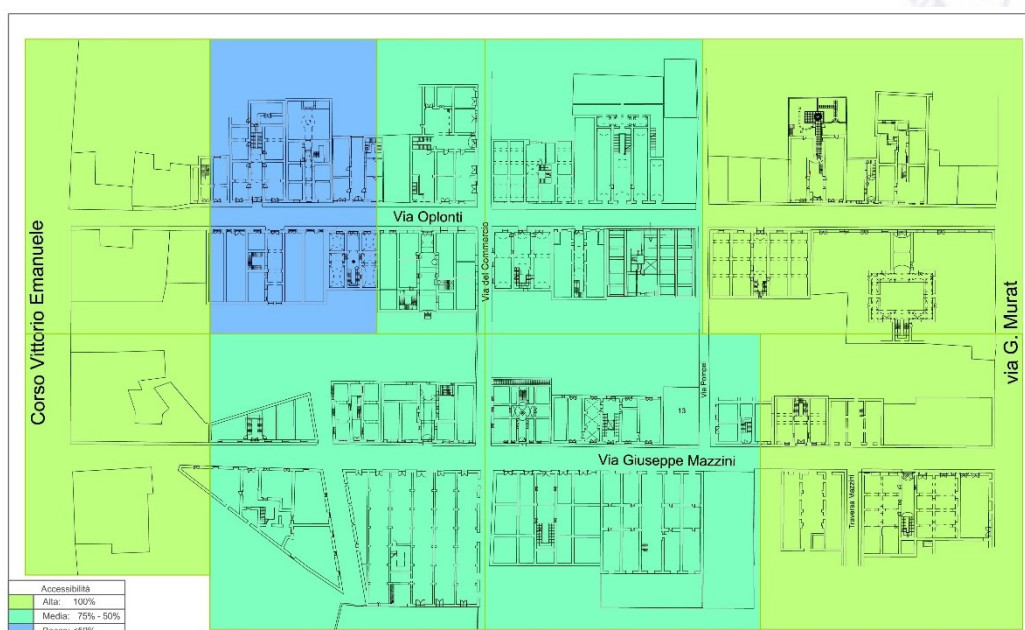 Via Oplonti
Via del Commercio
Corso Vittorio Emanuele
via G. Murat
Via Pompei
13
Via Giuseppe Mazzini
Traversa Mazzini
Accessibilità
Alta: 100%
Media: 75% - 50%
<50%